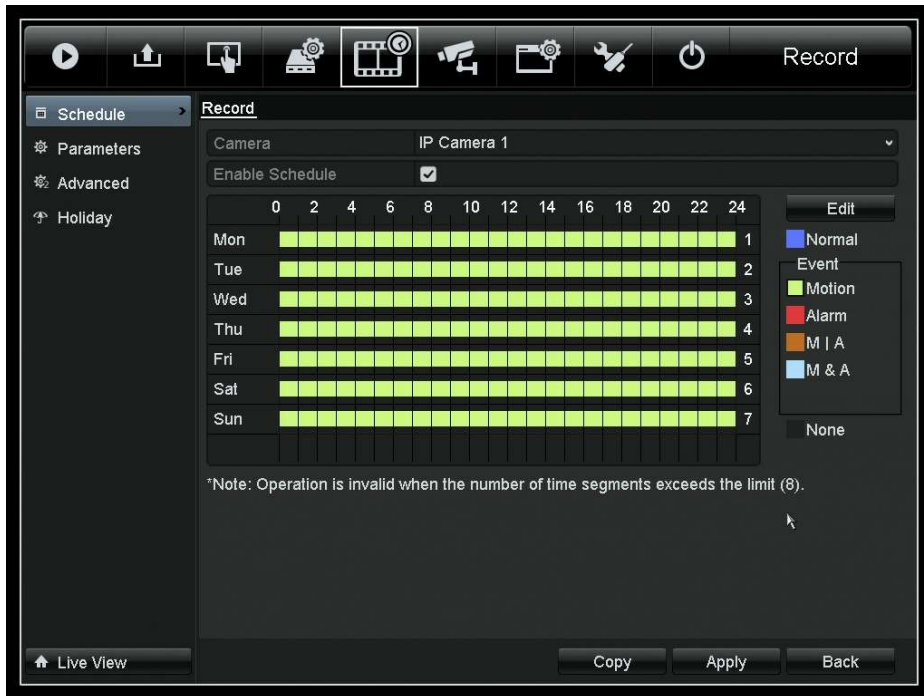 Record
Schedule
Parameters
Advanced
Holiday
Record
Camera IP Camera 1
Enable Schedule
0 2 4 6 8 10 12 14 16 18 20 22 24
Mon 1
Tue 2
Wed 3
Thu 4
Fri 5
Sat 6
Sun 7
Edit
Normal
Event
Motion
Alarm
M | A
M & A
None
*Note: Operation is invalid when the number of time segments exceeds the limit (8).
Live View
Copy Apply Back